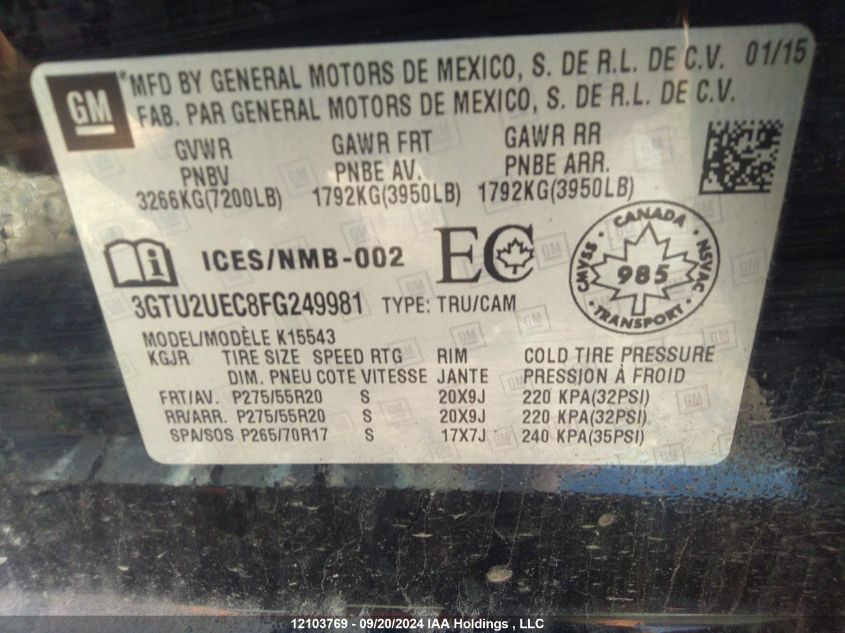 GM *MFD BY GENERAL MOTORS DE MEXICO, S. DE R.L. DE C.V. 01/15
FAB. PAR GENERAL MOTORS DE MEXICO, S. DE R.L. DE C.V.
GVWR GAWR FRT GAWR RR
PNBV PNBE AV. PNBE ARR.
3266KG(7200LB) 1792KG(3950LB) 1792KG(3950LB)
ICES/NMB-002 EC CANADA CMVSS 985 NSVAC TRANSPORT
3GTU2UEC8FG249981 TYPE: TRU/CAM
MODEL/MODÈLE K15543
KGJR TIRE SIZE SPEED RTG RIM COLD TIRE PRESSURE
DIM. PNEU COTE VITESSE JANTE PRESSION À FROID
FRT/AV. P275/55R20 S 20X9J 220 KPA(32PSI)
RR/ARR. P275/55R20 S 20X9J 220 KPA(32PSI)
SPA/SOS P265/70R17 S 17X7J 240 KPA(35PSI)
12103769 - 09/20/2024 IAA Holdings , LLC